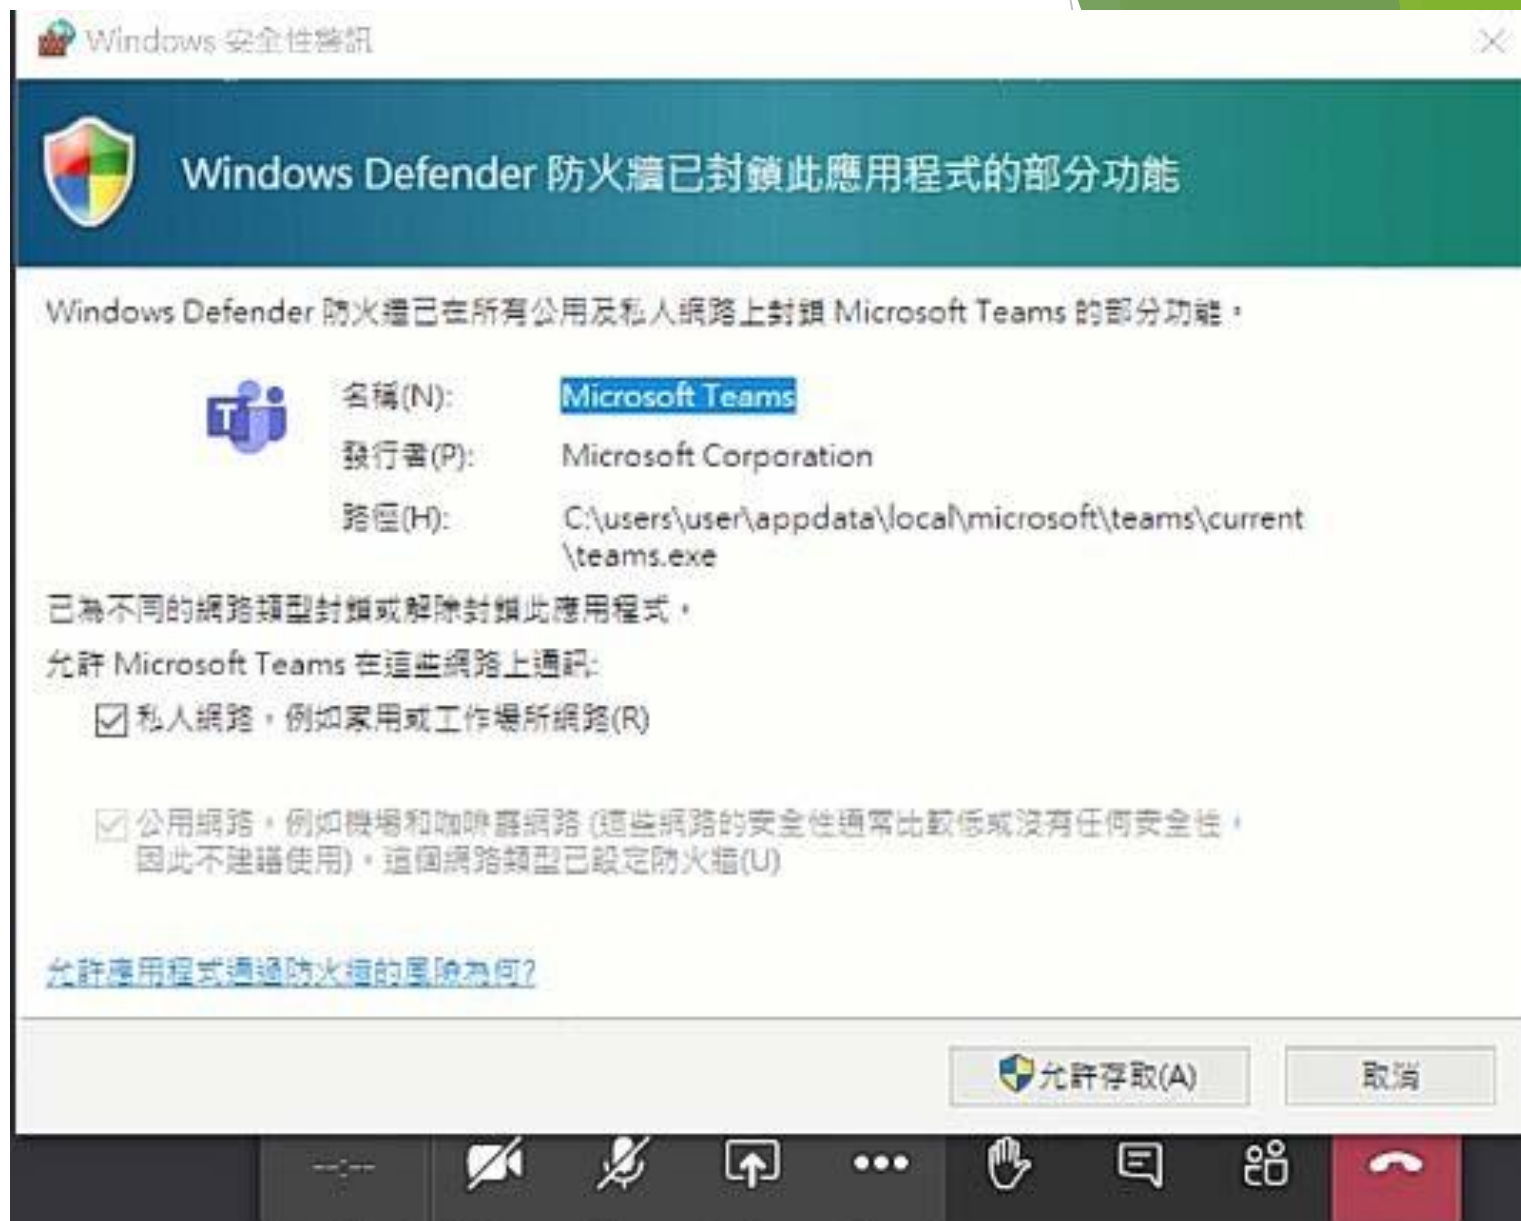 Windows 安全性警訊
Windows Defender 防火牆已封鎖此應用程式的部分功能
Windows Defender 防火牆已在所有公用及私人網路上封鎖 Microsoft Teams 的部分功能。
名稱(N): Microsoft Teams
發行者(P): Microsoft Corporation
路徑(H): C:\users\user\appdata\local\microsoft\teams\current
\teams.exe
已為不同的網路類型封鎖或解除封鎖此應用程式。
允許 Microsoft Teams 在這些網路上通訊:
私人網路，例如家用或工作場所網路(R)
公用網路，例如機場和咖啡廳網路 (這些網路的安全性通常比較低或沒有任何安全性，
因此不建議使用)。這個網路類型已設定防火牆(U)
允許應用程式通過防火牆的風險為何?
允許存取(A)
取消
--:--